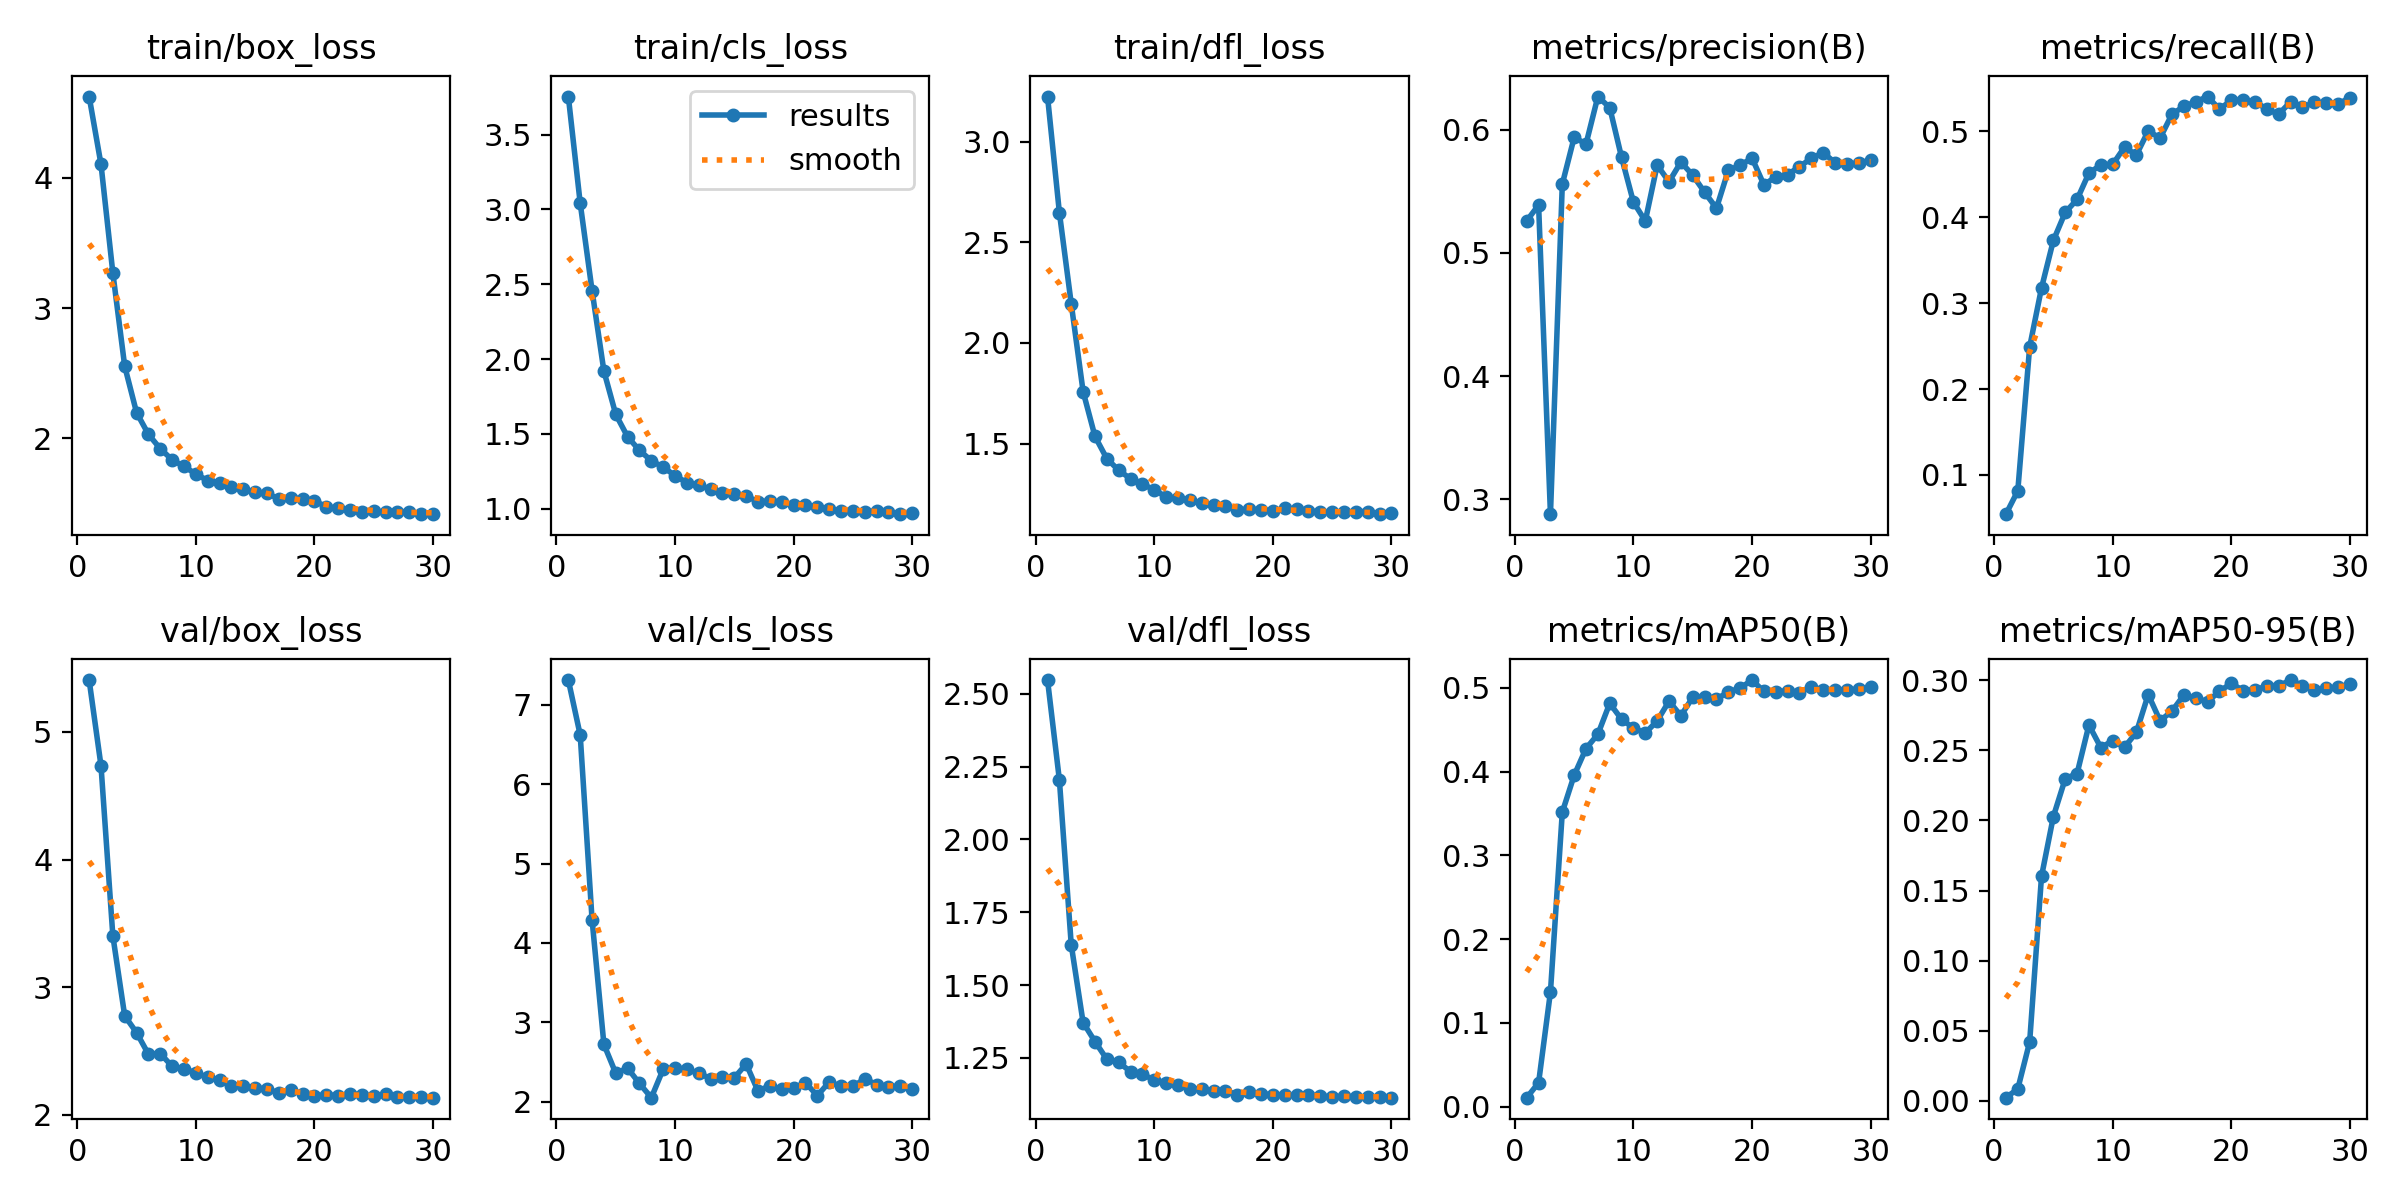 train/box_loss
4
3
2
0 10 20 30
train/cls_loss
results
smooth
3.5
3.0
2.5
2.0
1.5
1.0
0 10 20 30
train/dfl_loss
3.0
2.5
2.0
1.5
0 10 20 30
metrics/precision(B)
0.6
0.5
0.4
0.3
0 10 20 30
metrics/recall(B)
0.5
0.4
0.3
0.2
0.1
0 10 20 30
val/box_loss
5
4
3
2
0 10 20 30
val/cls_loss
7
6
5
4
3
2
0 10 20 30
val/dfl_loss
2.50
2.25
2.00
1.75
1.50
1.25
0 10 20 30
metrics/mAP50(B)
0.5
0.4
0.3
0.2
0.1
0.0
0 10 20 30
metrics/mAP50-95(B)
0.30
0.25
0.20
0.15
0.10
0.05
0.00
0 10 20 30